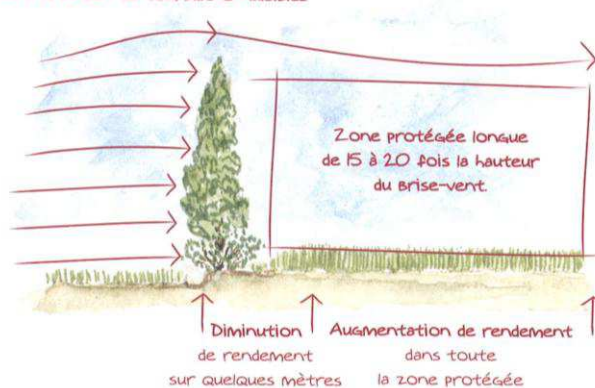 Zone protégée longue
de 15 à 20 fois la hauteur
du brise-vent.
Diminution
de rendement
sur quelques mètres
Augmentation de rendement
dans toute
la zone protégée